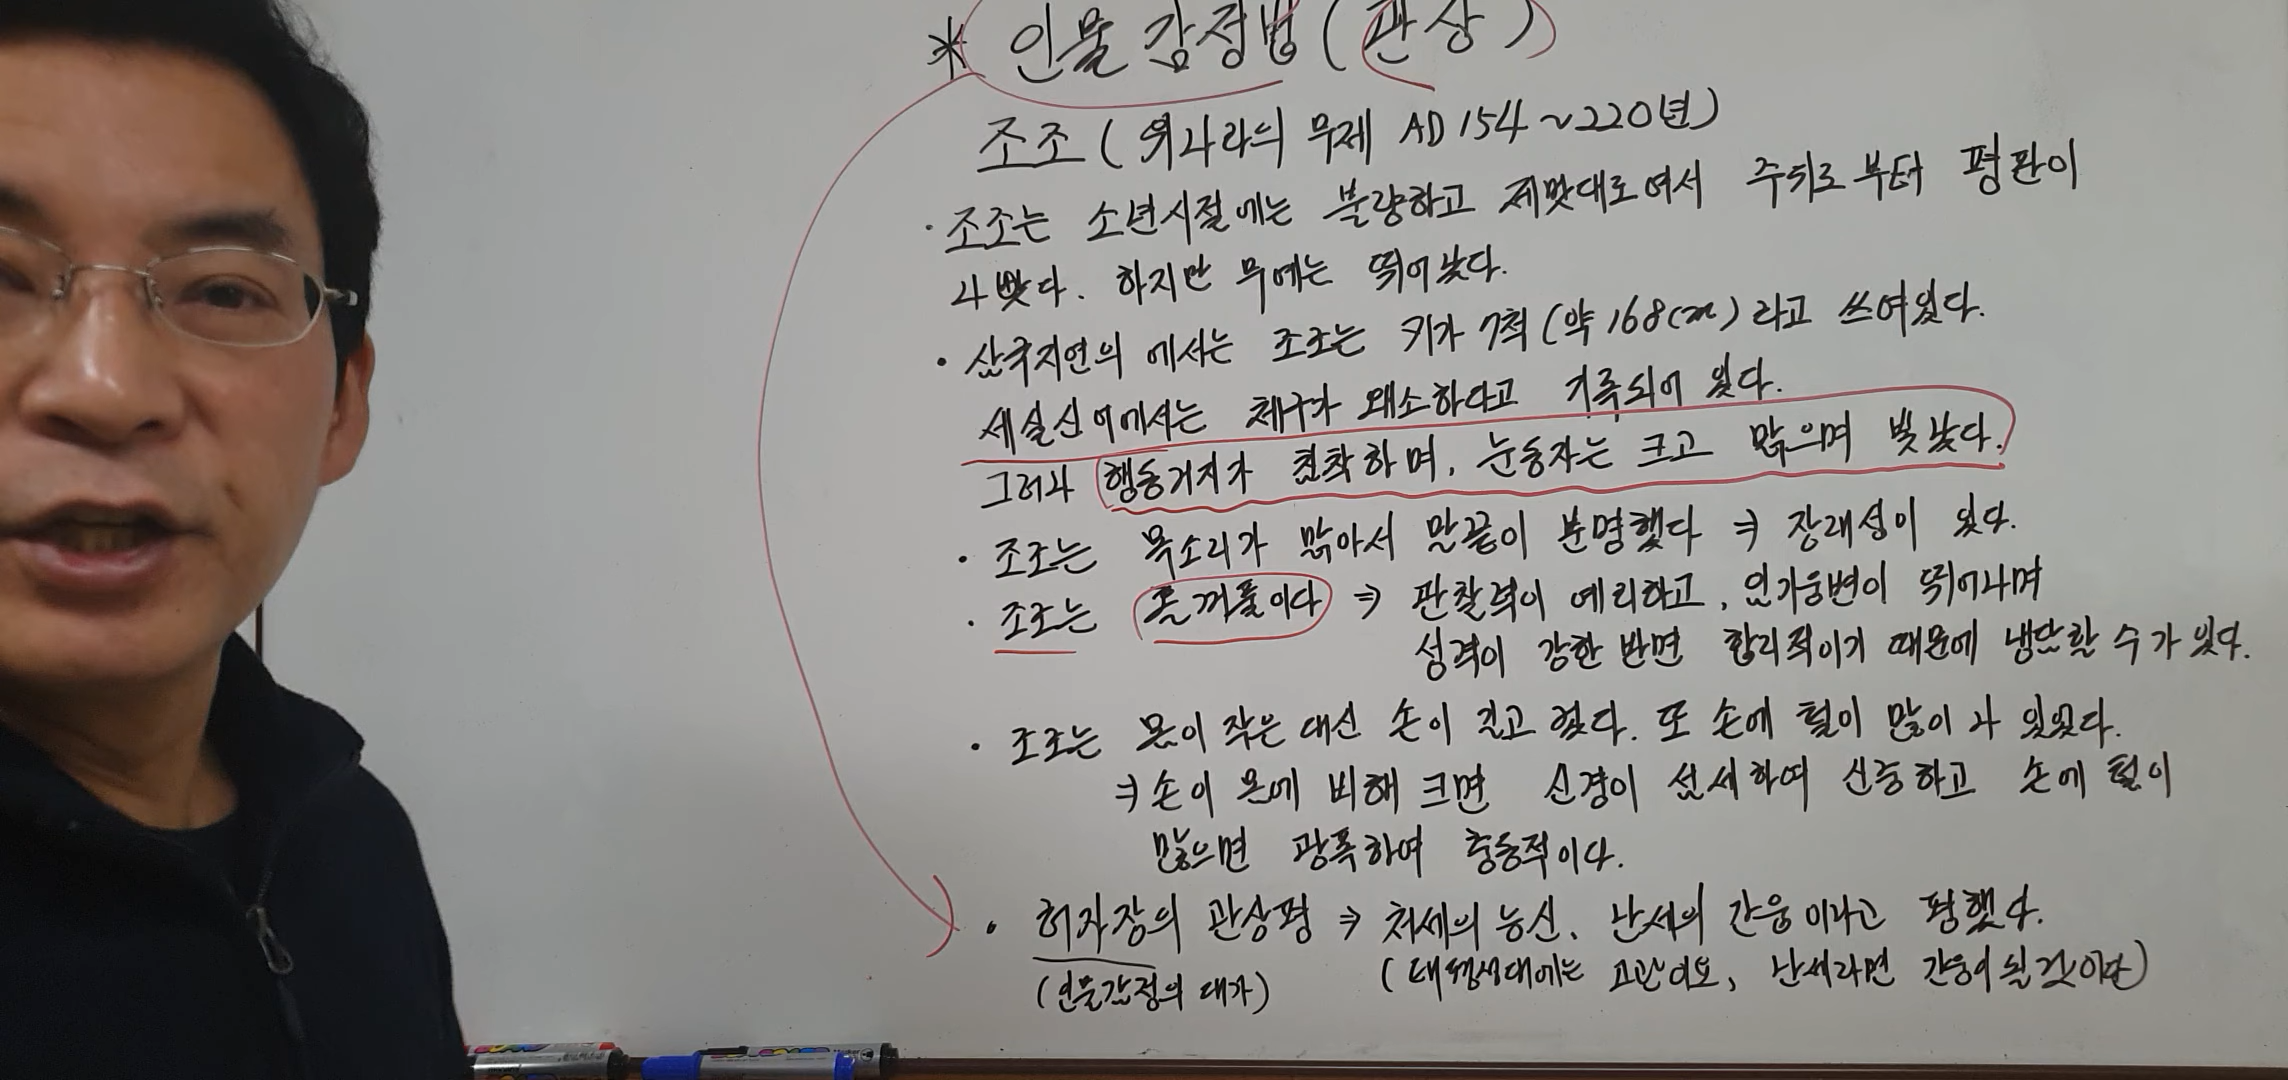 * 인물감정법(관상)
조조(위나라의 무제 AD 154~220년)
· 조조는 소년시절에는 불량하고 제멋대로여서 주위로부터 평판이
나빴다. 하지만 무예는 뛰어났다.
· 삼국지연의에서는 조조는 키가 7척(약 168cm)라고 쓰여있다.
세설신어에서는 체구가 왜소하다고 기록되어 있다.
그러나 행동거지가 침착하며, 눈동자는 크고 맑으며 빛났다.
· 조조는 목소리가 맑아서 말끝이 분명했다 ⇒ 장래성이 있다.
· 조조는 홑꺼풀이다 ⇒ 관찰력이 예리하고, 임기웅변이 뛰어나며
성격이 강한 반면 합리적이기 때문에 냉담할 수가 있다.
· 조조는 몸이 작은 대신 손이 길고 컸다. 또 손에 털이 많이 나 있었다.
⇒ 손이 몸에 비해 크면 신경이 섬세하여 신중하고 손에 털이
많으면 광폭하여 충동적이다.
· 허자장의 관상평 ⇒ 치세의 능신, 난세의 간웅이라고 평했다.
(인물감정의 대가) (태평성대에는 고관이요, 난세라면 간웅이 될 것이다)